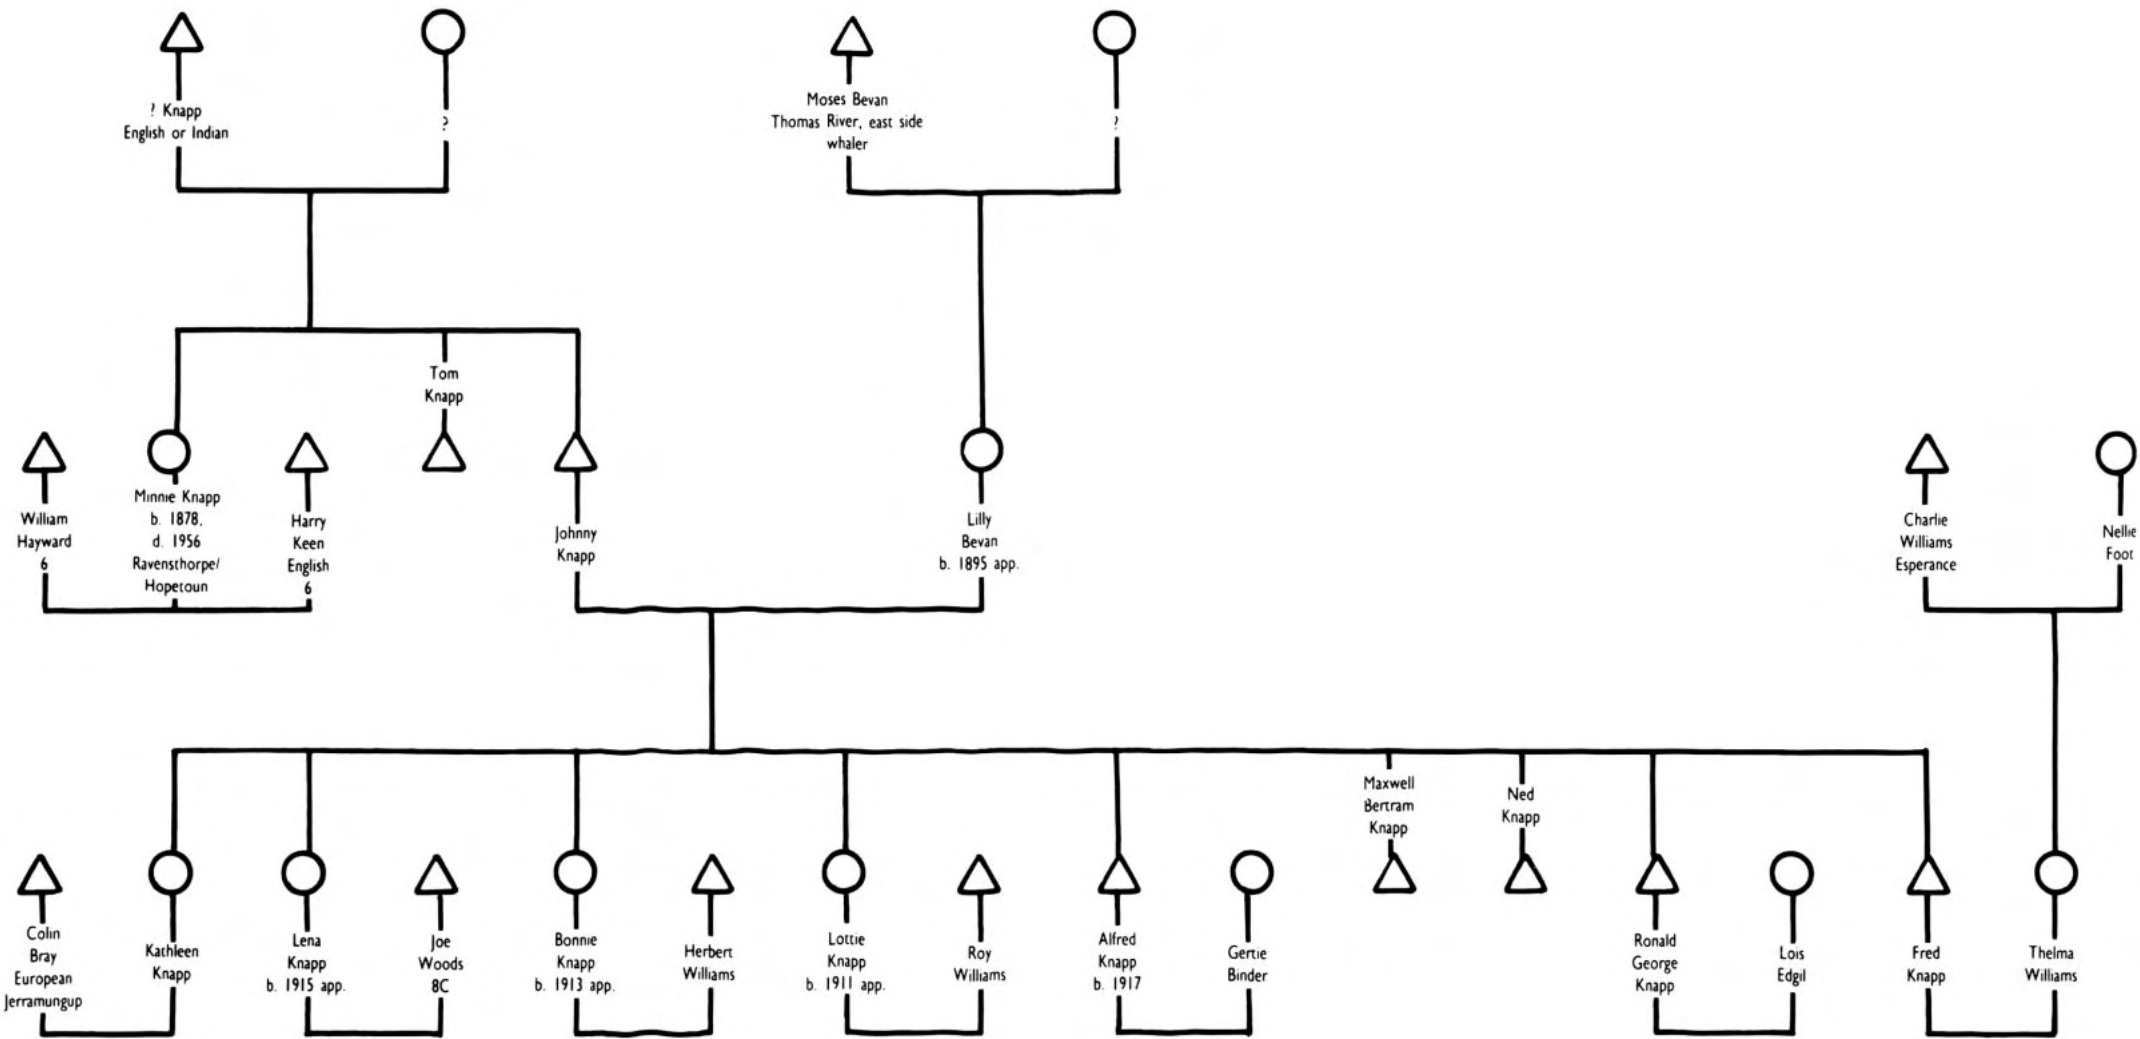 ? Knapp
English or Indian
?
Moses Bevan
Thomas River, east side
whaler
?
Tom
Knapp
William
Hayward
6
Minnie Knapp
b. 1878,
d. 1956
Ravensthorpe/
Hopetoun
Harry
Keen
English
6
Johnny
Knapp
Lilly
Bevan
b. 1895 app.
Charlie
Williams
Esperance
Nellie
Foot
Maxwell
Bertram
Knapp
Ned
Knapp
Colin
Bray
European
Jerramungup
Kathleen
Knapp
Lena
Knapp
b. 1915 app.
Joe
Woods
8C
Bonnie
Knapp
b. 1913 app.
Herbert
Williams
Lottie
Knapp
b. 1911 app.
Roy
Williams
Alfred
Knapp
b. 1917
Gertie
Binder
Ronald
George
Knapp
Lois
Edgil
Fred
Knapp
Thelma
Williams